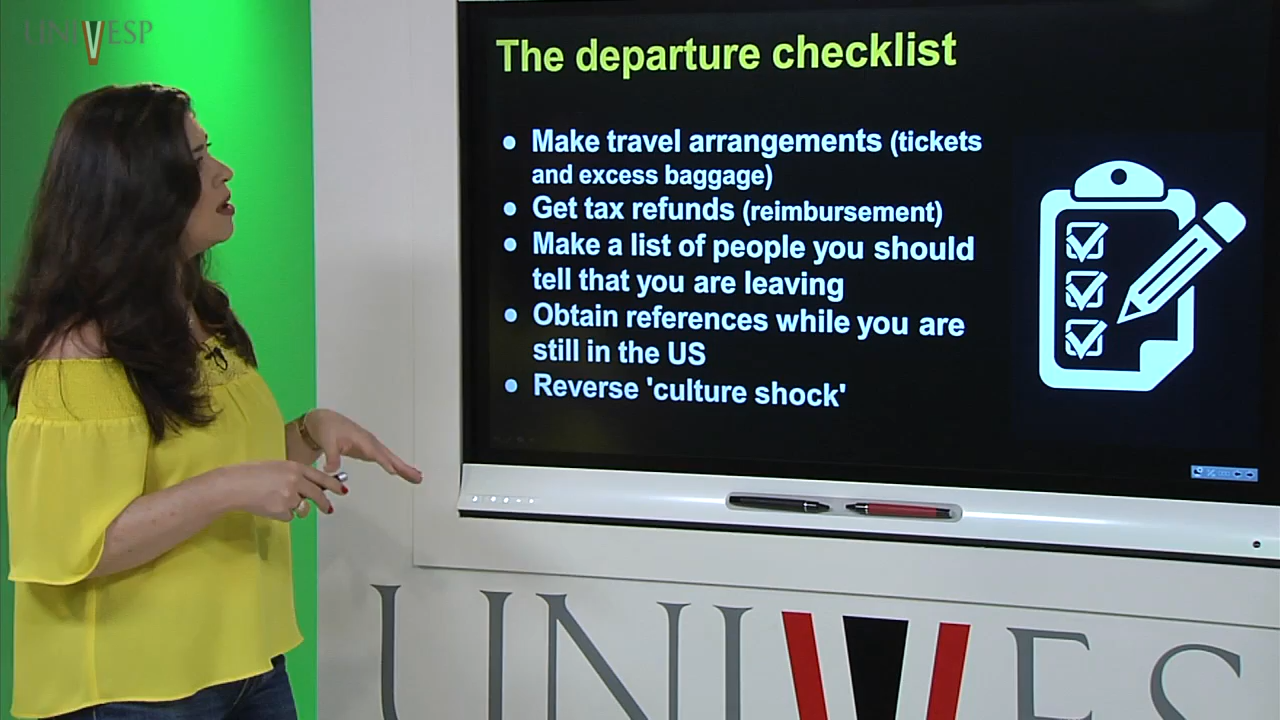 UNIVESP
The departure checklist
• Make travel arrangements (tickets
and excess baggage)
• Get tax refunds (reimbursement)
• Make a list of people you should
tell that you are leaving
• Obtain references while you are
still in the US
• Reverse 'culture shock'
UNIVESP